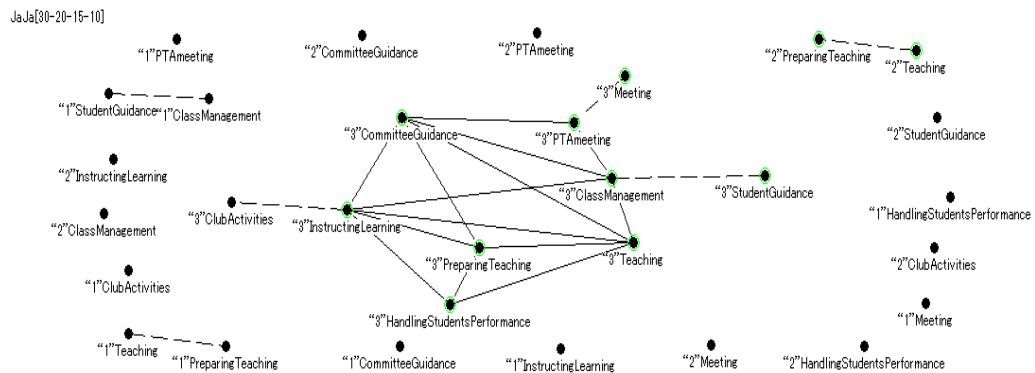 JaJa[30-20-15-10]
“1”PTAmeeting
“2”CommitteeGuidance
“2”PTAmeeting
“2”PreparingTeaching
“2”Teaching
“3”Meeting
“1”StudentGuidance
“1”ClassManagement
“3”CommitteeGuidance
“3”PTAmeeting
“2”StudentGuidance
“2”InstructingLearning
“3”ClassManagement
“3”StudentGuidance
“1”HandlingStudentsPerformance
“2”ClassManagement
“3”ClubActivities
“3”InstructingLearning
“3”PreparingTeaching
“3”Teaching
“2”ClubActivities
“1”ClubActivities
“3”HandlingStudentsPerformance
“1”Meeting
“1”Teaching
“1”PreparingTeaching
“1”CommitteeGuidance
“1”InstructingLearning
“2”Meeting
“2”HandlingStudentsPerformance